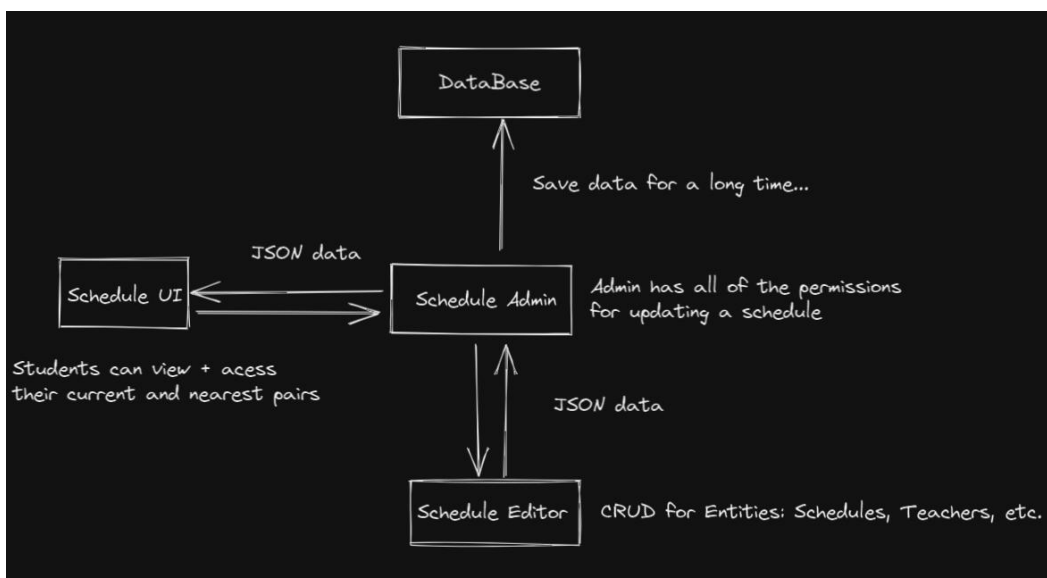 DataBase
Save data for a long time...
JSON data
Schedule UI
Schedule Admin
Admin has all of the permissions
for updating a schedule
Students can view + acess
their current and nearest pairs
JSON data
Schedule Editor
CRUD for Entities: Schedules, Teachers, etc.